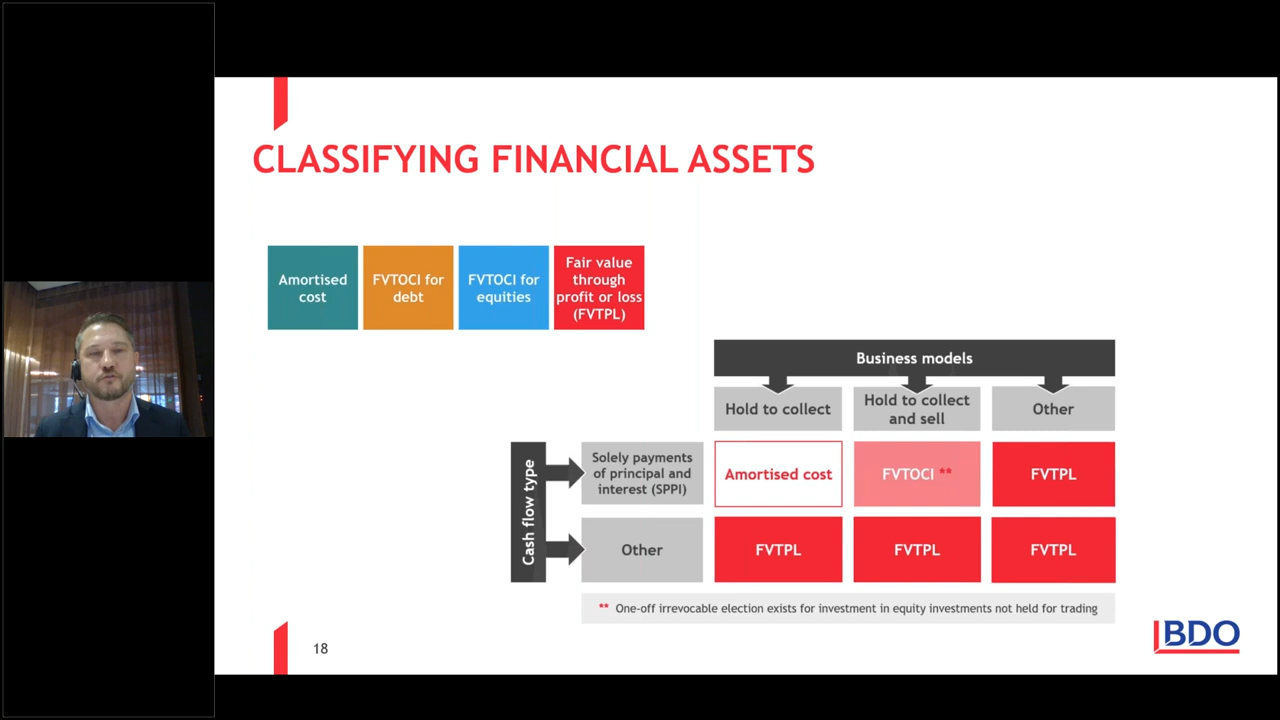 CLASSIFYING FINANCIAL ASSETS
Amortised
cost
FVTOCI for
debt
FVTOCI for
equities
Fair value
through
profit or loss
(FVTPL)
Business models
Hold to collect
Hold to collect
and sell
Other
Cash flow type
Solely payments
of principal and
interest (SPPI)
Amortised cost
FVTOCI **
FVTPL
Other
FVTPL
FVTPL
FVTPL
** One-off irrevocable election exists for investment in equity investments not held for trading
18
BDO